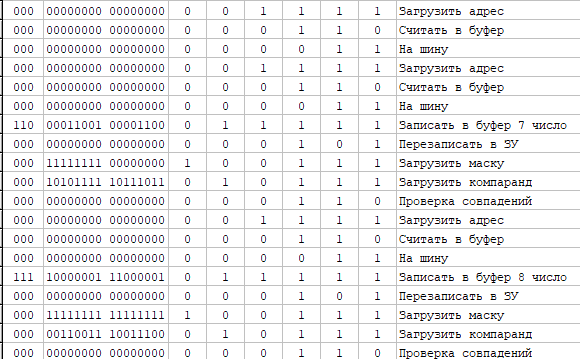 000 00000000 00000000 0 0 1 1 1 1 Загрузить адрес
000 00000000 00000000 0 0 0 1 1 0 Считать в буфер
000 00000000 00000000 0 0 0 0 1 1 На шину
000 00000000 00000000 0 0 1 1 1 1 Загрузить адрес
000 00000000 00000000 0 0 0 1 1 0 Считать в буфер
000 00000000 00000000 0 0 0 0 1 1 На шину
110 00011001 00001100 0 1 1 1 1 1 Записать в буфер 7 число
000 00000000 00000000 0 0 0 1 0 1 Перезаписать в ЗУ
000 11111111 00000000 1 0 0 1 1 1 Загрузить маску
000 10101111 10111011 0 1 0 1 1 1 Загрузить компаранд
000 00000000 00000000 0 0 0 1 1 0 Проверка совпадений
000 00000000 00000000 0 0 1 1 1 1 Загрузить адрес
000 00000000 00000000 0 0 0 1 1 0 Считать в буфер
000 00000000 00000000 0 0 0 0 1 1 На шину
111 10000001 11000001 0 1 1 1 1 1 Записать в буфер 8 число
000 00000000 00000000 0 0 0 1 0 1 Перезаписать в ЗУ
000 11111111 11111111 1 0 0 1 1 1 Загрузить маску
000 00110011 10011100 0 1 0 1 1 1 Загрузить компаранд
000 00000000 00000000 0 0 0 1 1 0 Проверка совпадений